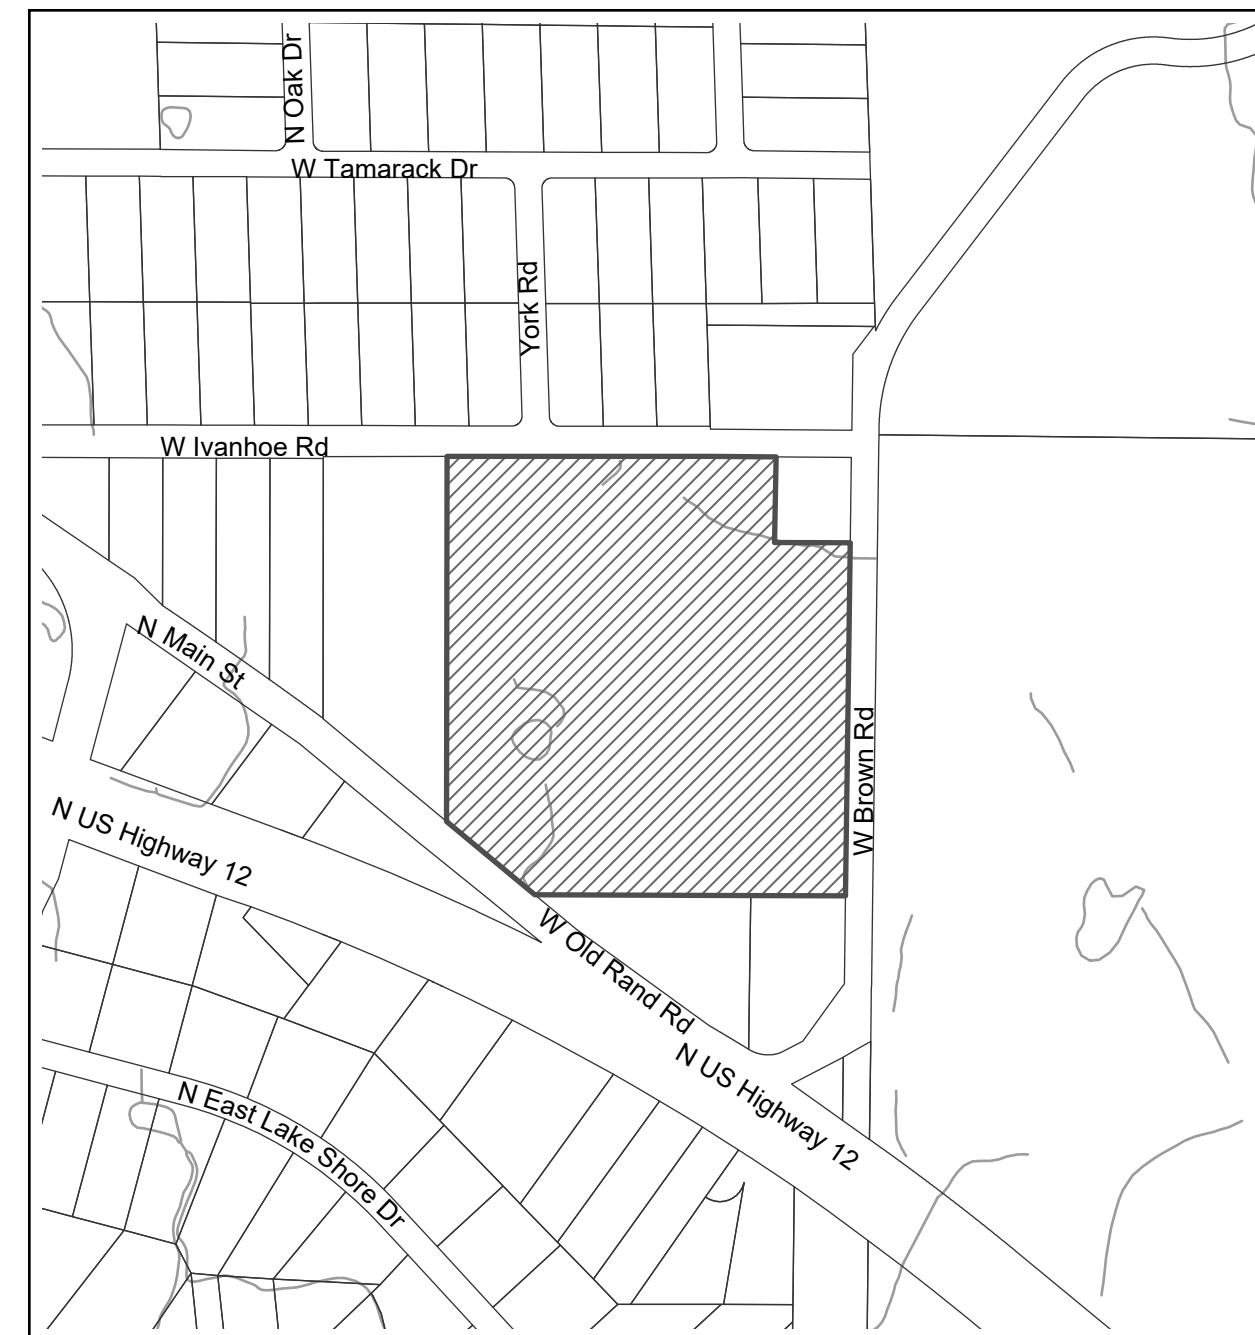 N Oak Dr
W Tamarack Dr
York Rd
W Ivanhoe Rd
N Main St
W Brown Rd
N US Highway 12
W Old Rand Rd
N US Highway 12
N East Lake Shore Dr